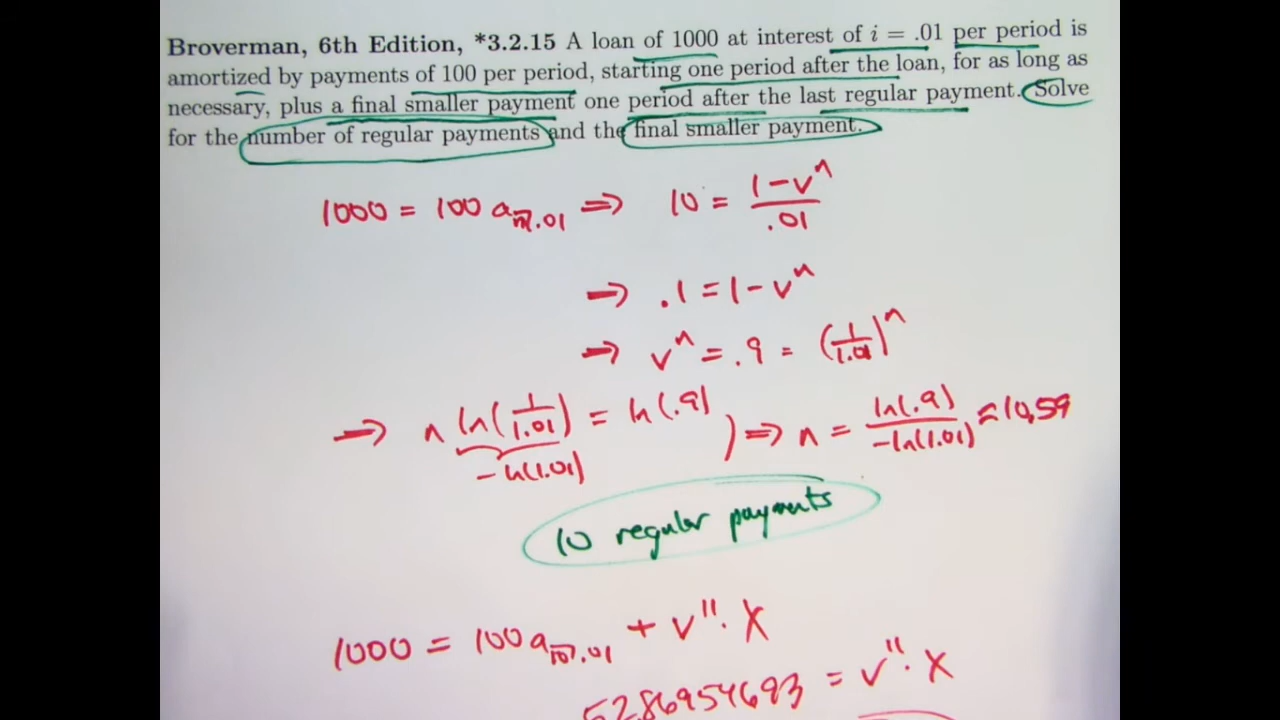 Broverman, 6th Edition, *3.2.15 A loan of 1000 at interest of i = .01 per period is
amortized by payments of 100 per period, starting one period after the loan, for as long as
necessary, plus a final smaller payment one period after the last regular payment. Solve
for the number of regular payments and the final smaller payment.
1000 = 100 a_{n̅|.01} ⇒ 10 = (1-v^n)/.01
⇒ .1 = 1-v^n
⇒ v^n = .9 = (1/1.01)^n
⇒ n ln(1/1.01) = ln(.9) ) ⇒ n = ln(.9)/-ln(1.01) ≈ 10.59
-ln(1.01)
10 regular payments
1000 = 100 a_{10̅|.01} + v^11 · X
5286954693 = v^11 · X